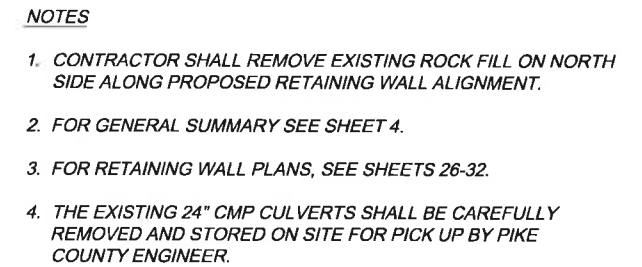 NOTES
1. CONTRACTOR SHALL REMOVE EXISTING ROCK FILL ON NORTH
SIDE ALONG PROPOSED RETAINING WALL ALIGNMENT.
2. FOR GENERAL SUMMARY SEE SHEET 4.
3. FOR RETAINING WALL PLANS, SEE SHEETS 26-32.
4. THE EXISTING 24" CMP CULVERTS SHALL BE CAREFULLY
REMOVED AND STORED ON SITE FOR PICK UP BY PIKE
COUNTY ENGINEER.